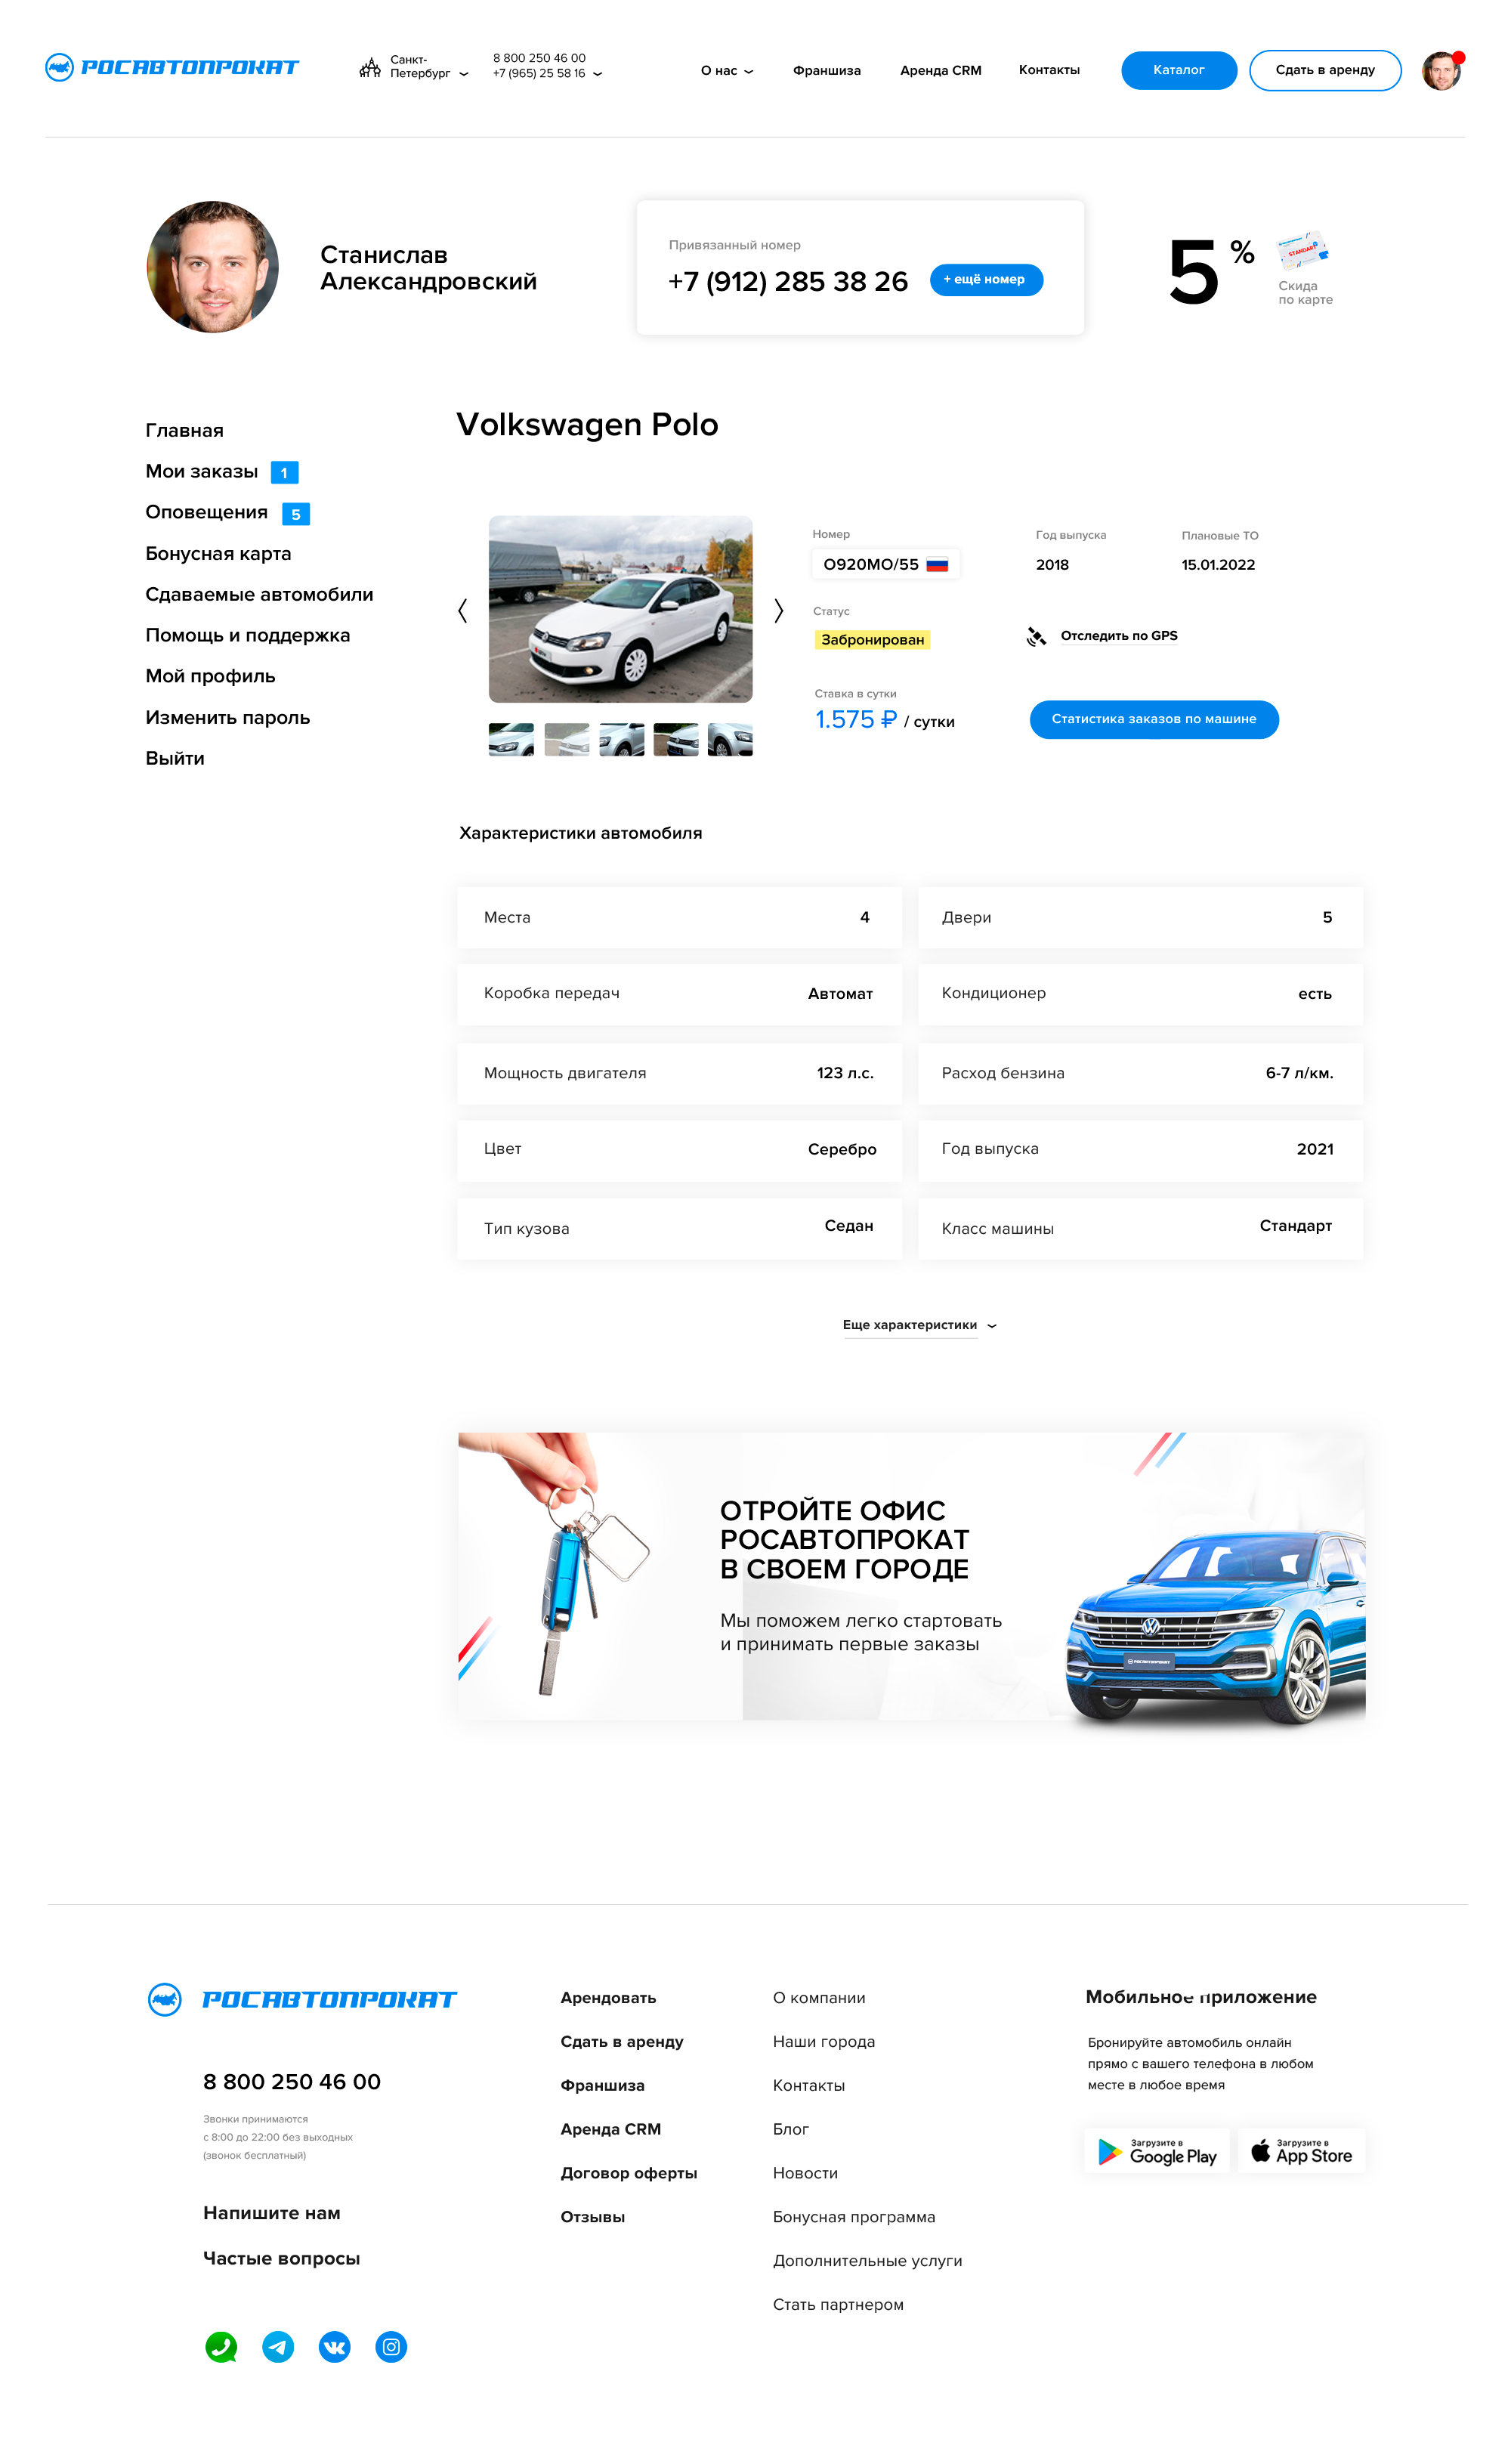 РОСАВТОПРОКАТ
Санкт-
Петербург
8 800 250 46 00
+7 (965) 25 58 16
О нас
Франшиза
Аренда CRM
Контакты
Каталог
Сдать в аренду
Станислав
Александровский
Привязанный номер
+7 (912) 285 38 26
+ ещё номер
5 %
STANDART
Скида
по карте
Главная
Мои заказы 1
Оповещения 5
Бонусная карта
Сдаваемые автомобили
Помощь и поддержка
Мой профиль
Изменить пароль
Выйти
Volkswagen Polo
Номер
О920МО/55
Год выпуска
2018
Плановые ТО
15.01.2022
Статус
Забронирован
Отследить по GPS
Ставка в сутки
1.575 ₽ / сутки
Статистика заказов по машине
Характеристики автомобиля
Места 4
Двери 5
Коробка передач Автомат
Кондиционер есть
Мощность двигателя 123 л.с.
Расход бензина 6-7 л/км.
Цвет Серебро
Год выпуска 2021
Тип кузова Седан
Класс машины Стандарт
Еще характеристики
ОТРОЙТЕ ОФИС
РОСАВТОПРОКАТ
В СВОЕМ ГОРОДЕ
Мы поможем легко стартовать
и принимать первые заказы
РОСАВТОПРОКАТ
РОСАВТОПРОКАТ
8 800 250 46 00
Звонки принимаются
с 8:00 до 22:00 без выходных
(звонок бесплатный)
Напишите нам
Частые вопросы
Арендовать
Сдать в аренду
Франшиза
Аренда CRM
Договор оферты
Отзывы
О компании
Наши города
Контакты
Блог
Новости
Бонусная программа
Дополнительные услуги
Стать партнером
Мобильное приложение
Бронируйте автомобиль онлайн
прямо с вашего телефона в любом
месте в любое время
Загрузите в
Google Play
Загрузите в
App Store